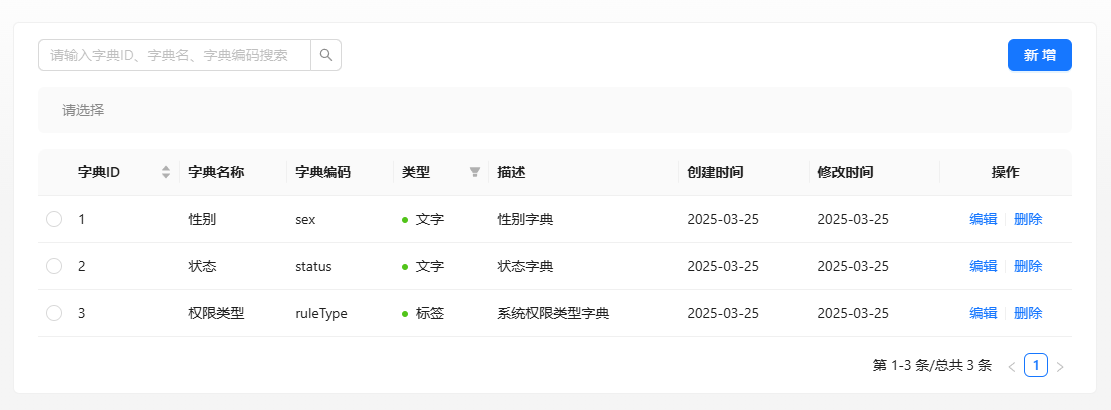 请输入字典ID、字典名、字典编码搜索 新 增
请选择
字典ID 字典名称 字典编码 类型 描述 创建时间 修改时间 操作
1 性别 sex 文字 性别字典 2025-03-25 2025-03-25 编辑 删除
2 状态 status 文字 状态字典 2025-03-25 2025-03-25 编辑 删除
3 权限类型 ruleType 标签 系统权限类型字典 2025-03-25 2025-03-25 编辑 删除
第 1-3 条/总共 3 条 < 1 >